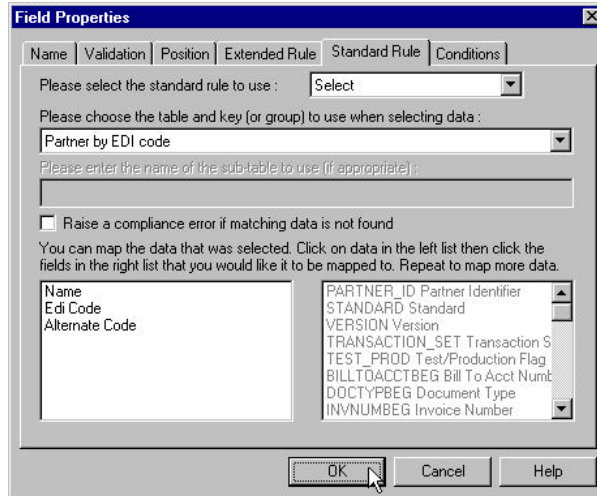 Field Properties
Name Validation Position Extended Rule Standard Rule Conditions
Please select the standard rule to use : Select
Please choose the table and key (or group) to use when selecting data :
Partner by EDI code
Please enter the name of the sub-table to use (if appropriate) :
Raise a compliance error if matching data is not found
You can map the data that was selected. Click on data in the left list then click the
fields in the right list that you would like it to be mapped to. Repeat to map more data.
Name
Edi Code
Alternate Code
PARTNER_ID Partner Identifier
STANDARD Standard
VERSION Version
TRANSACTION_SET Transaction S
TEST_PROD Test/Production Flag
BILLTOACCTBEG Bill To Acct Numb
DOCTYPBEG Document Type
INVNUMBEG Invoice Number
OK Cancel Help